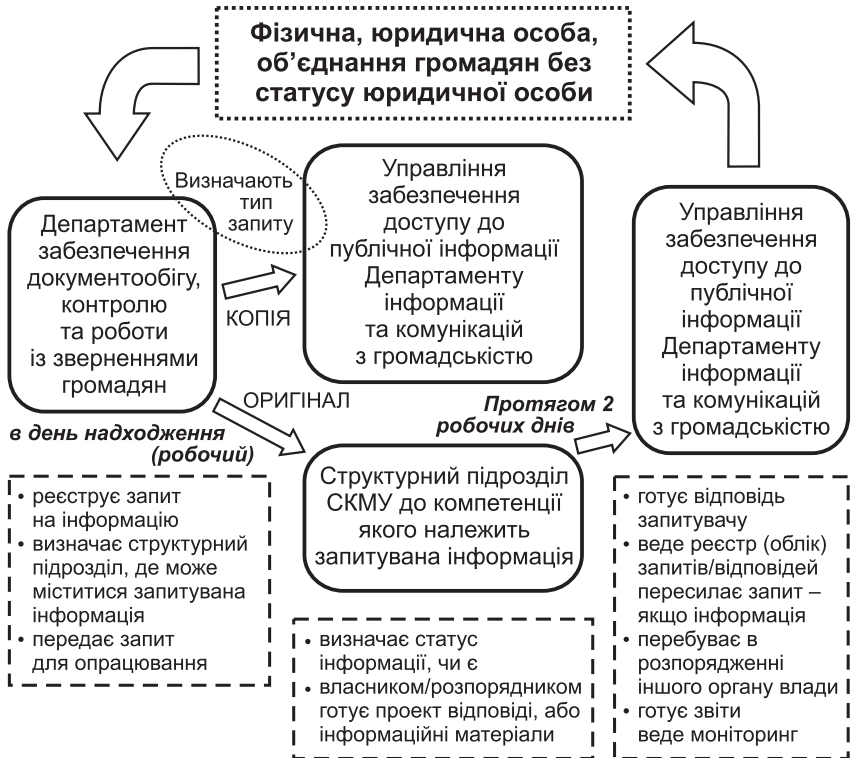 Фізична, юридична особа,
об’єднання громадян без
статусу юридичної особи
Визначають
тип
запиту
Департамент
забезпечення
документообігу,
контролю
та роботи
із зверненнями
громадян
КОПІЯ
Управління
забезпечення
доступу до
публічної інформації
Департаменту
інформації
та комунікацій
з громадськістю
Управління
забезпечення
доступу до
публічної
інформації
Департаменту
інформації
та комунікацій
з громадськістю
ОРИГІНАЛ
в день надходження
(робочий)
Протягом 2
робочих днів
Структурний підрозділ
СКМУ до компетенції
якого належить
запитувана інформація
• реєструє запит
на інформацію
• визначає структурний
підрозділ, де може
міститися запитувана
інформація
• передає запит
для опрацювання
• визначає статус
інформації, чи є
• власником/розпорядником
готує проект відповіді, або
інформаційні матеріали
• готує відповідь
запитувачу
• веде реєстр (облік)
запитів/відповідей
пересилає запит –
якщо інформація
• перебуває в
розпорядженні
іншого органу влади
• готує звіти
веде моніторинг